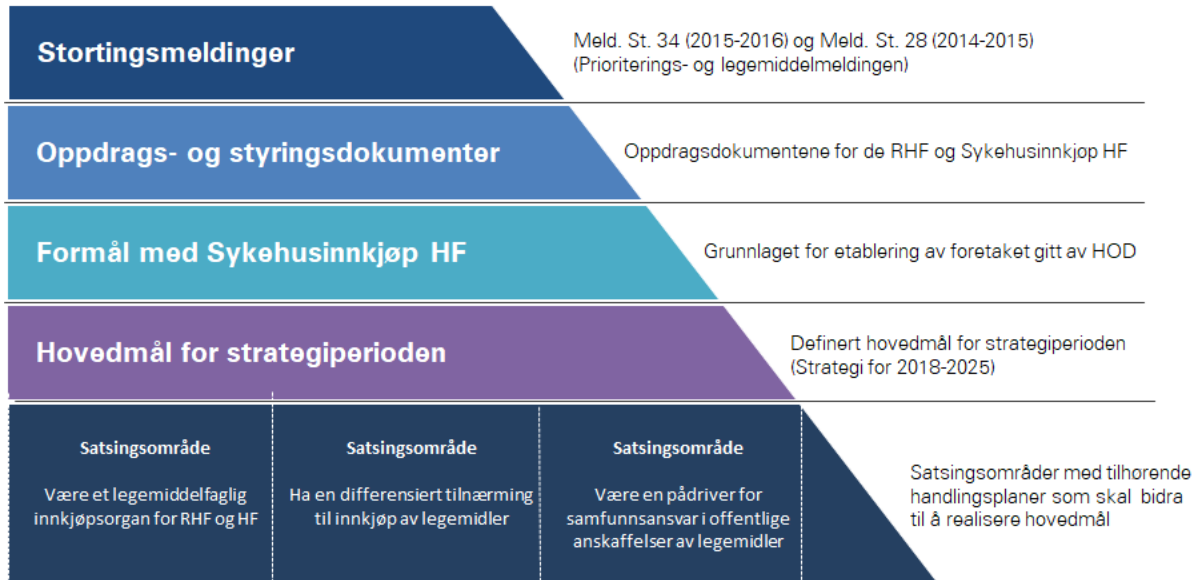 Stortingsmeldinger
Meld. St. 34 (2015-2016) og Meld. St. 28 (2014-2015)
(Prioriterings- og legemiddelmeldingen)
Oppdrags- og styringsdokumenter
Oppdragsdokumentene for de RHF og Sykehusinnkjøp HF
Formål med Sykehusinnkjøp HF
Grunnlaget for etablering av foretaket gitt av HOD
Hovedmål for strategiperioden
Definert hovedmål for strategiperioden
(Strategi for 2018-2025)
Satsingsområde
Være et legemiddelfaglig
innkjøpsorgan for RHF og HF
Satsingsområde
Ha en differensiert tilnærming
til innkjøp av legemidler
Satsingsområde
Være en pådriver for
samfunnsansvar i offentlige
anskaffelser av legemidler
Satsingsområder med tilhørende
handlingsplaner som skal bidra
til å realisere hovedmål